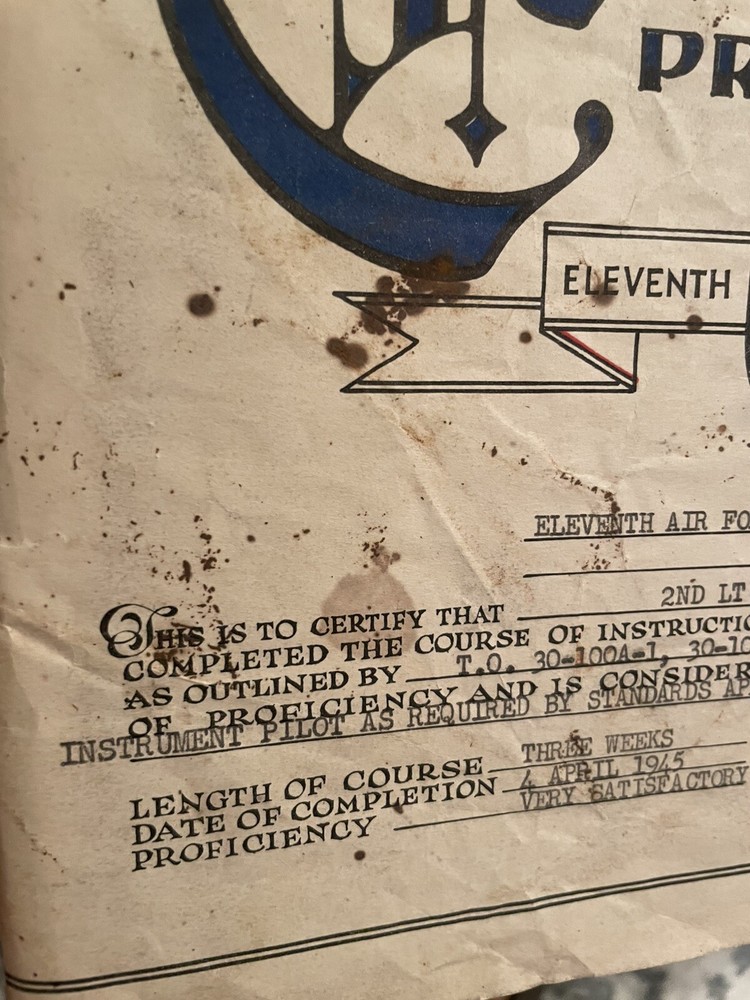 PR
ELEVENTH
ELEVENTH AIR FO
2ND LT
THIS IS TO CERTIFY THAT
COMPLETED THE COURSE OF INSTRUCTIO
AS OUTLINED BY T.O. 30-100A-1, 30-10
OF PROFICIENCY AND IS CONSIDER
INSTRUMENT PILOT AS REQUIRED BY STANDARDS AP
LENGTH OF COURSE THREE WEEKS
DATE OF COMPLETION 4 APRIL 1945
PROFICIENCY VERY SATISFACTORY